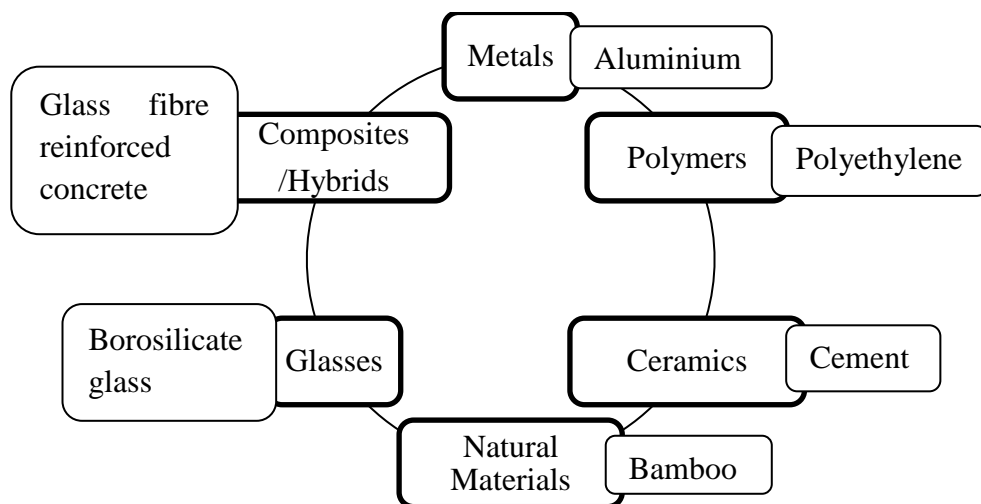 Metals
Aluminium
Glass fibre
reinforced
concrete
Composites
/Hybrids
Polymers
Polyethylene
Borosilicate
glass
Glasses
Ceramics
Cement
Natural
Materials
Bamboo